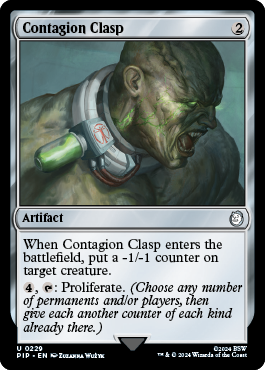 Contagion Clasp 2
Artifact
When Contagion Clasp enters the
battlefield, put a -1/-1 counter on
target creature.
4, T: Proliferate. (Choose any number
of permanents and/or players, then
give each another counter of each kind
already there.)
U 0229
PIP • EN ZUZANNA WUŻYK
©2024 BSW
™ & © 2024 Wizards of the Coast